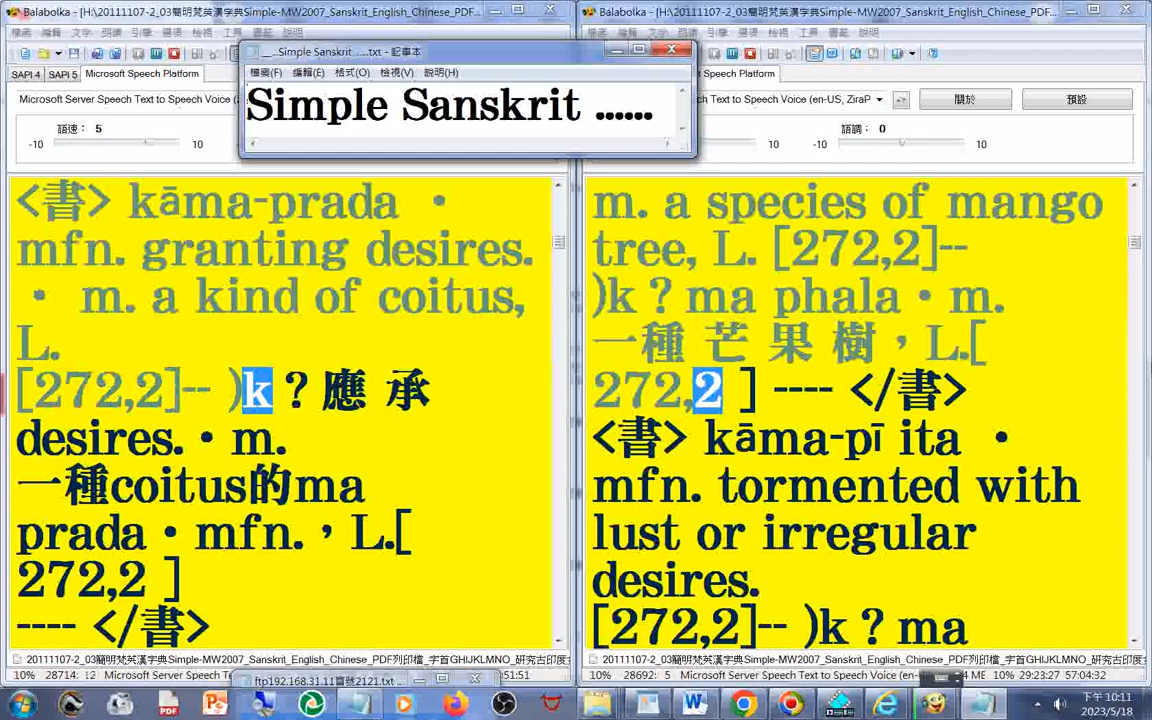 Balabolka - [H:\20111107-2_03簡明梵英漢字典Simple-MW2007_Sanskrit_English_Chinese_PDF...
Balabolka - [H:\20111107-2_03簡明梵英漢字典Simple-MW2007_Sanskrit_English_Chinese_PDF...
__...Simple Sanskrit ......txt - 記事本
檔案(F) 編輯(E) 格式(O) 檢視(V) 說明(H)
Simple Sanskrit ......
SAPI 4 SAPI 5 Microsoft Speech Platform
t Speech Platform
Microsoft Server Speech Text to Speech Voice (
ch Text to Speech Voice (en-US, ZiraP
關於
預設
語速： 5
-10
10
10
語調： 0
-10
10
<書> kāma-prada •
mfn. granting desires.
• m. a kind of coitus,
L.
[272,2]-- )k？應 承
desires.•m.
一種coitus的ma
prada•mfn.，L.[
272,2 ]
---- </書>
m. a species of mango
tree, L. [272,2]--
)k？ma phala•m.
一種 芒 果 樹，L.[
272,2 ] ---- </書>
<書> kāma-pī ita •
mfn. tormented with
lust or irregular
desires.
[272,2]-- )k？ma
20111107-2_03簡明梵英漢字典Simple-MW2007_Sanskrit_English_Chinese_PDF列印檔_字首GHIJKLMNO_研究古印度
20111107-2_03簡明梵英漢字典Simple-MW2007_Sanskrit_English_Chinese_PDF列印檔_字首GHIJKLMNO_研究古印度
10% 28714: 12 Microsoft Server Speech
51:51
10% 28692: 5 Microsoft Server Speech Text to Speech
10% 29:23:27 57:04:32
下午 10:11
2023/5/18